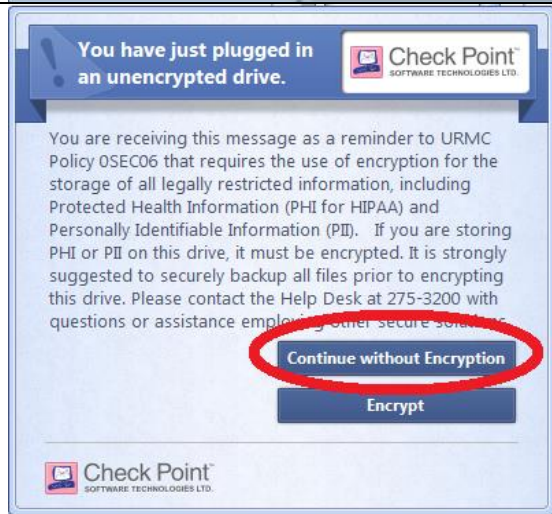 You have just plugged in
an unencrypted drive.
Check Point
SOFTWARE TECHNOLOGIES LTD.
You are receiving this message as a reminder to URMC
Policy 0SEC06 that requires the use of encryption for the
storage of all legally restricted information, including
Protected Health Information (PHI for HIPAA) and
Personally Identifiable Information (PII). If you are storing
PHI or PII on this drive, it must be encrypted. It is strongly
suggested to securely backup all files prior to encrypting
this drive. Please contact the Help Desk at 275-3200 with
questions or assistance employing other secure solutions
Continue without Encryption
Encrypt
Check Point
SOFTWARE TECHNOLOGIES LTD.